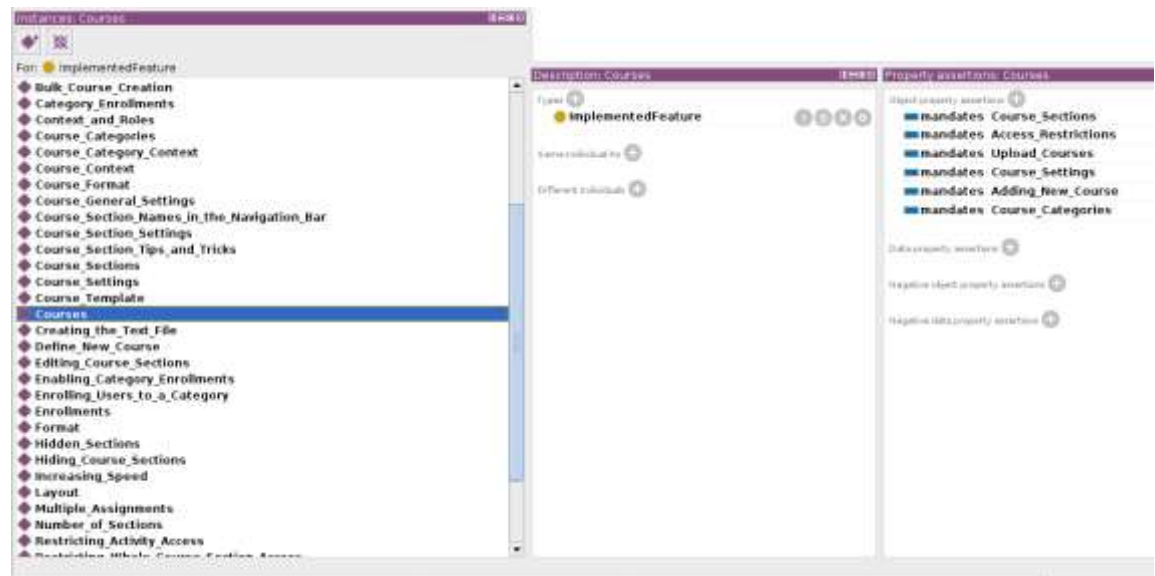 Instances: Courses
For: ImplementedFeature
Bulk_Course_Creation
Category_Enrollments
Context_and_Roles
Course_Categories
Course_Category_Context
Course_Context
Course_Format
Course_General_Settings
Course_Section_Names_in_the_Navigation_Bar
Course_Section_Settings
Course_Section_Tips_and_Tricks
Course_Sections
Course_Settings
Course_Template
Courses
Creating_the_Text_File
Define_New_Course
Editing_Course_Sections
Enabling_Category_Enrollments
Enrolling_Users_to_a_Category
Enrollments
Format
Hidden_Sections
Hiding_Course_Sections
Increasing_Speed
Layout
Multiple_Assignments
Number_of_Sections
Restricting_Activity_Access
Restricting_Whole_Course_Section_Access
Description: Courses
Types
ImplementedFeature
Same Individual As
Different Individuals
Property assertions: Courses
Object property assertions
mandates Course_Sections
mandates Access_Restrictions
mandates Upload_Courses
mandates Course_Settings
mandates Adding_New_Course
mandates Course_Categories
Data property assertions
Negative object property assertions
Negative data property assertions